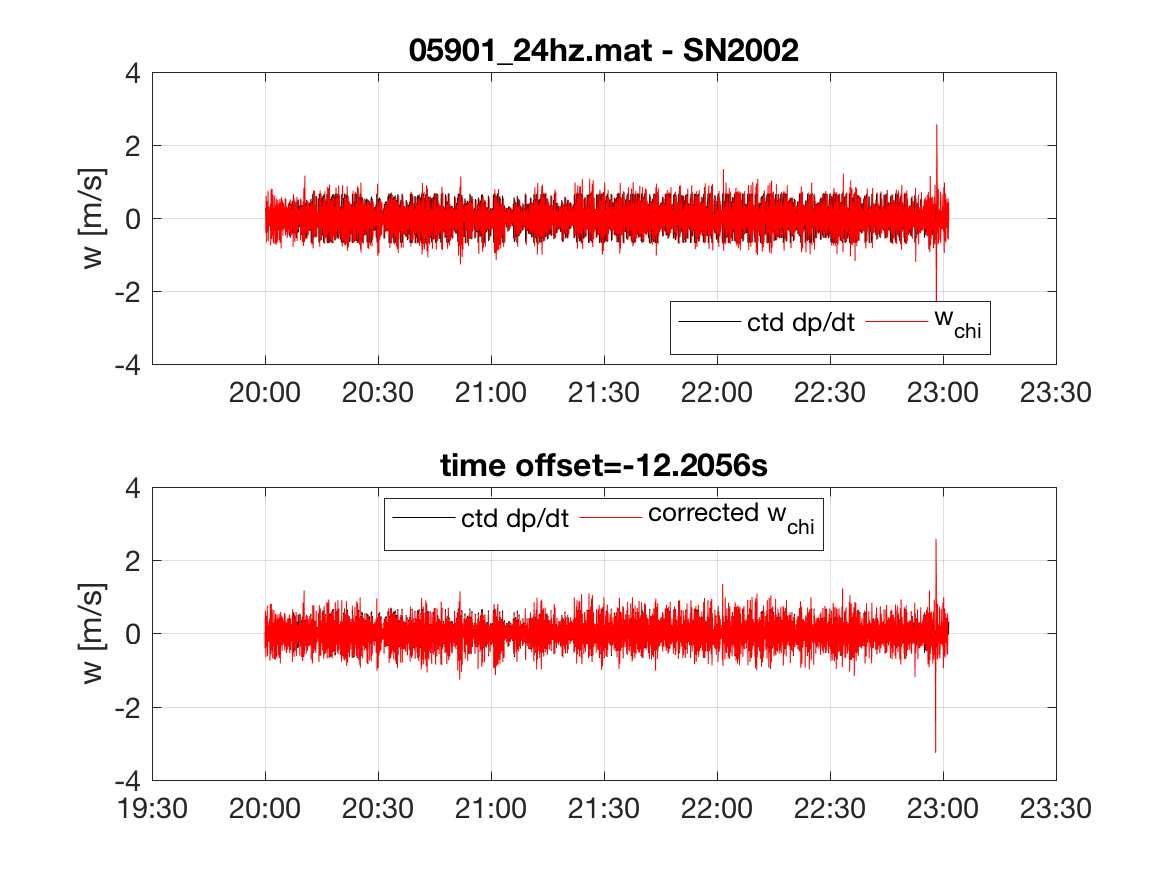 05901_24hz.mat - SN2002
4
2
0
-2
-4
w [m/s]
ctd dp/dt w_chi
20:00 20:30 21:00 21:30 22:00 22:30 23:00 23:30
time offset=-12.2056s
4
2
0
-2
-4
w [m/s]
ctd dp/dt corrected w_chi
19:30 20:00 20:30 21:00 21:30 22:00 22:30 23:00 23:30